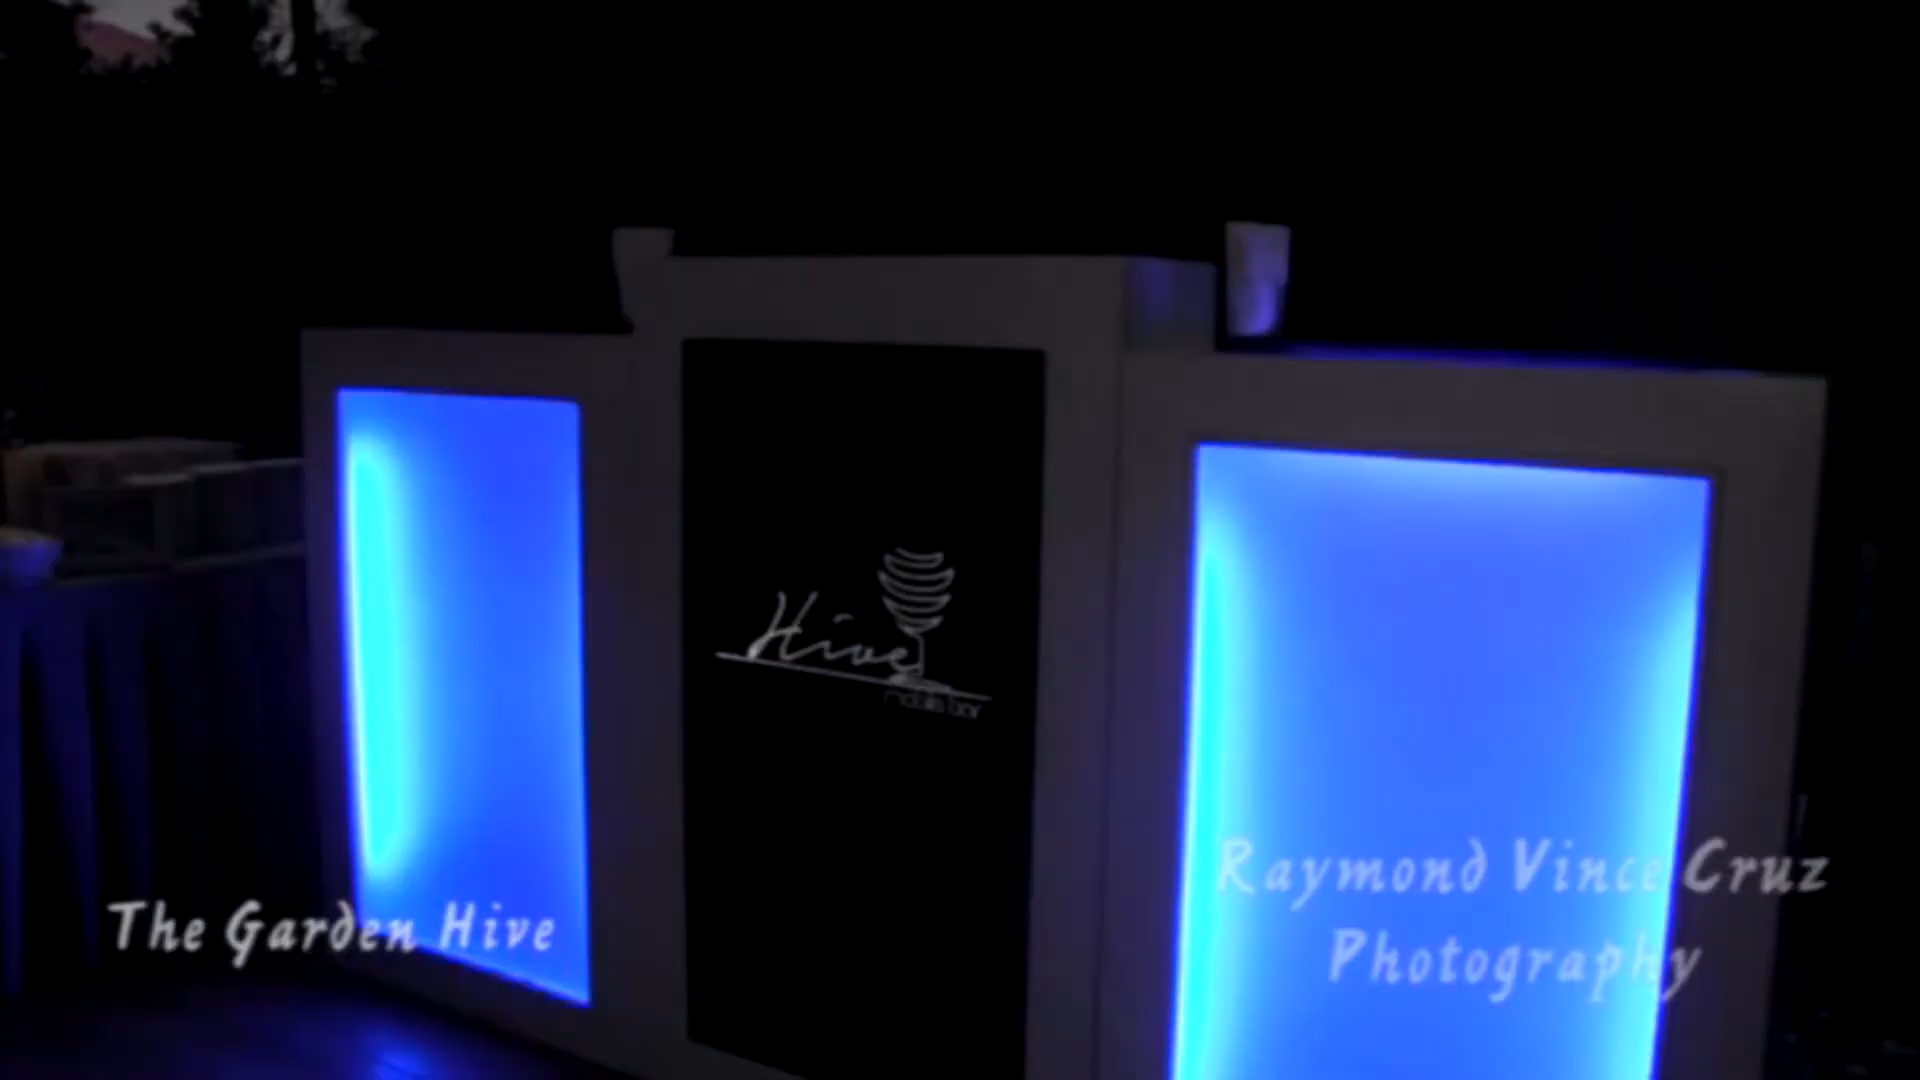 Hive
mobile bar
The Garden Hive
Raymond Vince Cruz
Photography